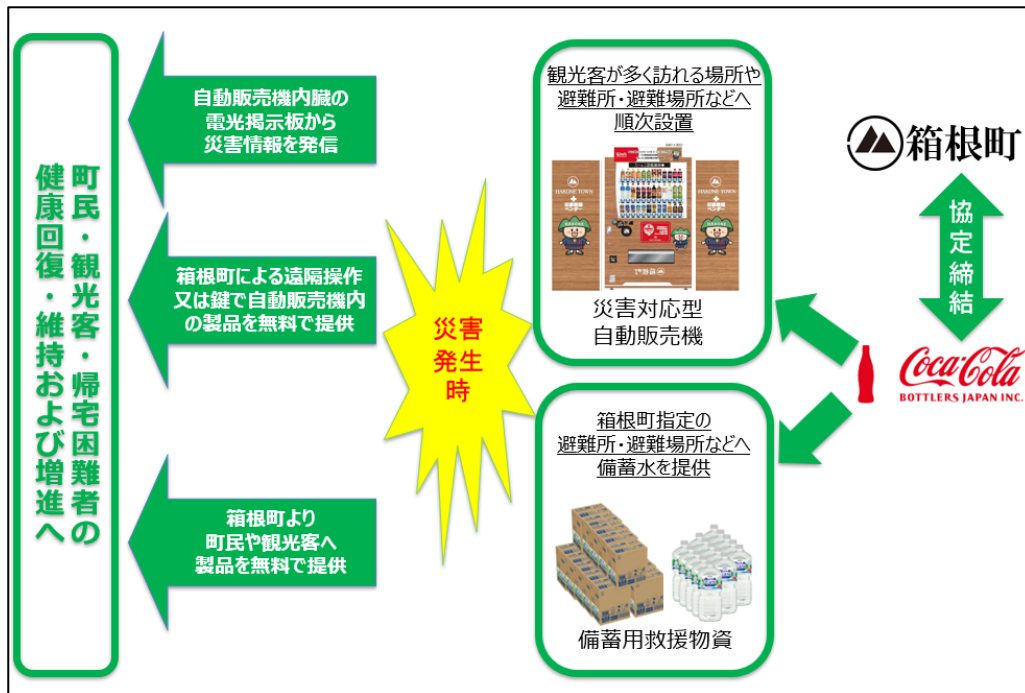 町民・観光客・帰宅困難者の
健康回復・維持および増進へ
自動販売機内臓の
電光掲示板から
災害情報を発信
箱根町による遠隔操作
又は鍵で自動販売機内
の製品を無料で提供
箱根町より
町民や観光客へ
製品を無料で提供
災害
発生
時
観光客が多く訪れる場所や
避難所・避難場所などへ
順次設置
HAKONE TOWN
HAKONE TOWN
災害対応型
自動販売機
箱根町指定の
避難所・避難場所などへ
備蓄水を提供
備蓄用救援物資
箱根町
協定締結
Coca-Cola
BOTTLERS JAPAN INC.